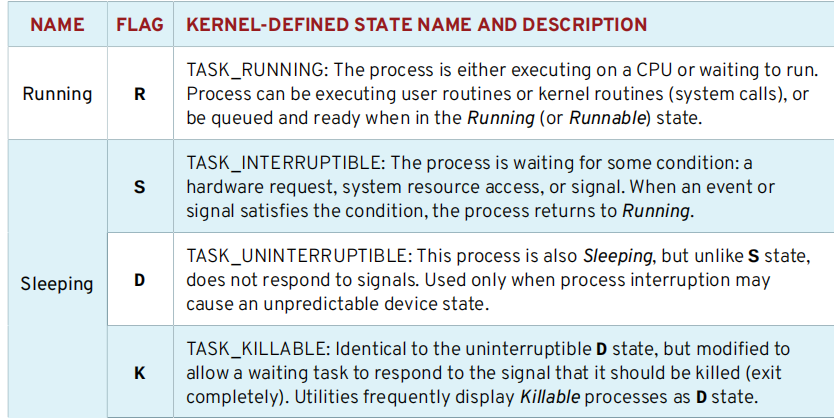 NAME FLAG KERNEL-DEFINED STATE NAME AND DESCRIPTION
Running R TASK_RUNNING: The process is either executing on a CPU or waiting to run.
Process can be executing user routines or kernel routines (system calls), or
be queued and ready when in the Running (or Runnable) state.
Sleeping
S TASK_INTERRUPTIBLE: The process is waiting for some condition: a
hardware request, system resource access, or signal. When an event or
signal satisfies the condition, the process returns to Running.
D TASK_UNINTERRUPTIBLE: This process is also Sleeping, but unlike S state,
does not respond to signals. Used only when process interruption may
cause an unpredictable device state.
K TASK_KILLABLE: Identical to the uninterruptible D state, but modified to
allow a waiting task to respond to the signal that it should be killed (exit
completely). Utilities frequently display Killable processes as D state.